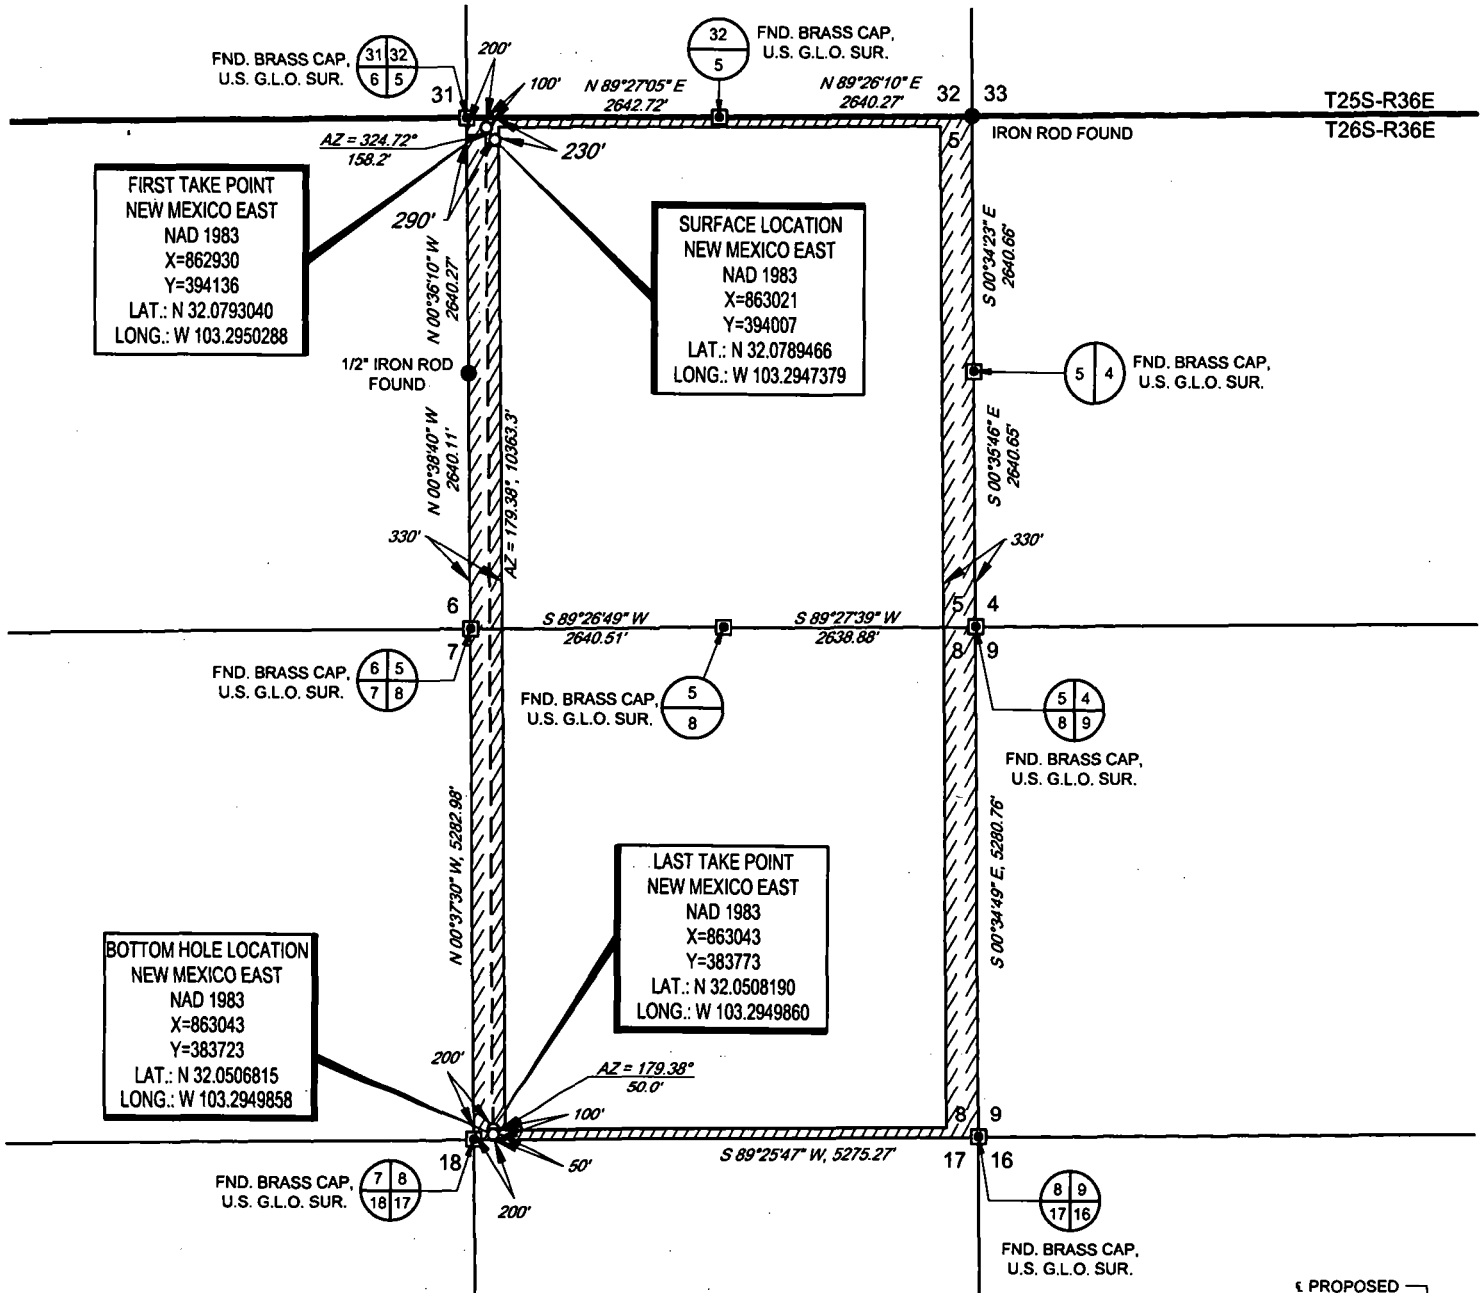 FND. BRASS CAP,
U.S. G.L.O. SUR.
31 32
6 5
200'
100'
32
5
FND. BRASS CAP,
U.S. G.L.O. SUR.
31
N 89°27'05" E
2642.72'
N 89°26'10" E
2640.27'
32 33
T25S-R36E
T26S-R36E
IRON ROD FOUND
5
AZ = 324.72°
158.2'
230'
290'
FIRST TAKE POINT
NEW MEXICO EAST
NAD 1983
X=862930
Y=394136
LAT.: N 32.0793040
LONG.: W 103.2950288
SURFACE LOCATION
NEW MEXICO EAST
NAD 1983
X=863021
Y=394007
LAT.: N 32.0789466
LONG.: W 103.2947379
N 00°36'10" W
2640.27'
S 00°34'23" E
2640.66'
1/2" IRON ROD
FOUND
5 4
FND. BRASS CAP,
U.S. G.L.O. SUR.
N 00°38'40" W
2640.11'
AZ = 179.38°, 10363.3'
S 00°35'46" E
2640.65'
330'
330'
6
5 4
S 89°26'49" W
2640.51'
S 89°27'39" W
2638.88'
7
8 9
FND. BRASS CAP,
U.S. G.L.O. SUR.
6 5
7 8
FND. BRASS CAP,
U.S. G.L.O. SUR.
5
8
5 4
8 9
FND. BRASS CAP,
U.S. G.L.O. SUR.
N 00°37'30" W, 5282.98'
S 00°34'49" E, 5280.76'
LAST TAKE POINT
NEW MEXICO EAST
NAD 1983
X=863043
Y=383773
LAT.: N 32.0508190
LONG.: W 103.2949860
BOTTOM HOLE LOCATION
NEW MEXICO EAST
NAD 1983
X=863043
Y=383723
LAT.: N 32.0506815
LONG.: W 103.2949858
200'
AZ = 179.38°
50.0'
100'
8 9
18
50'
S 89°25'47" W, 5275.27'
17 16
200'
FND. BRASS CAP,
U.S. G.L.O. SUR.
7 8
18 17
8 9
17 16
FND. BRASS CAP,
U.S. G.L.O. SUR.
℄ PROPOSED